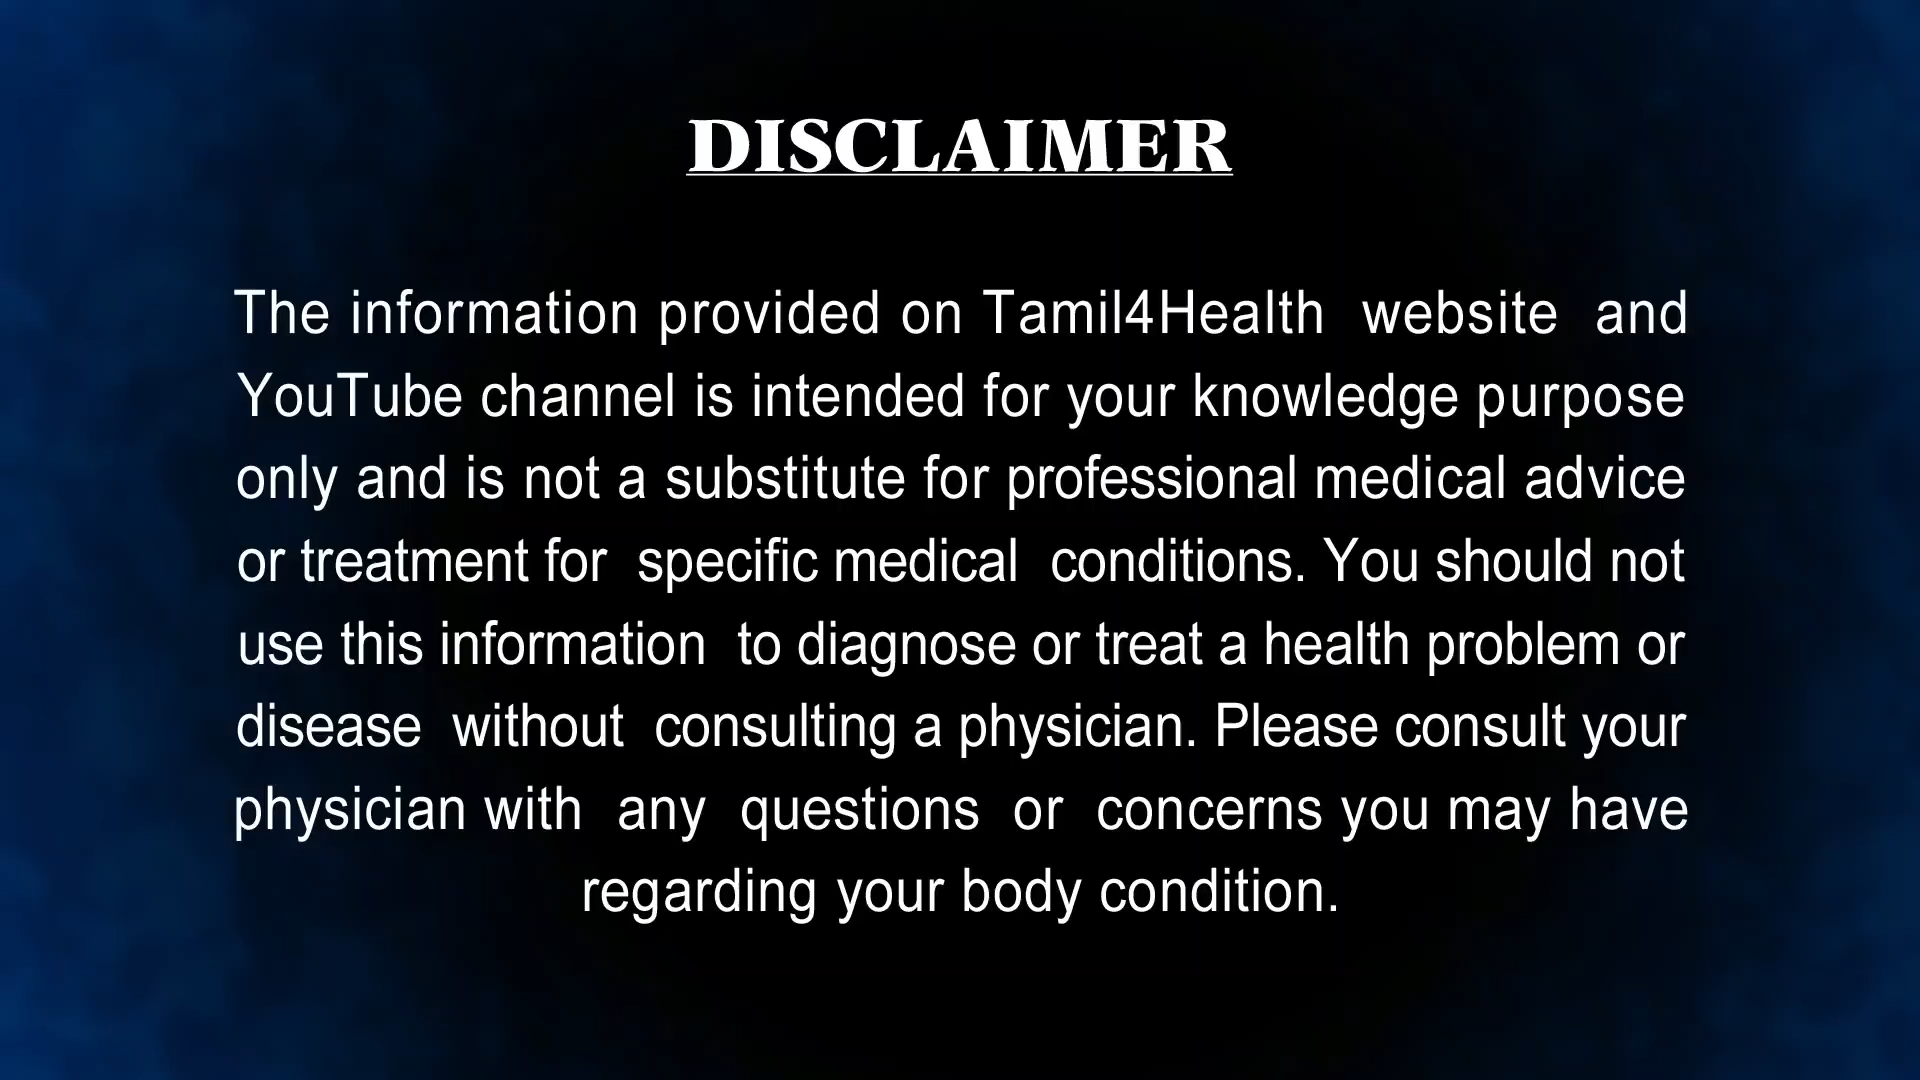 DISCLAIMER
The information provided on Tamil4Health website and
YouTube channel is intended for your knowledge purpose
only and is not a substitute for professional medical advice
or treatment for specific medical conditions. You should not
use this information to diagnose or treat a health problem or
disease without consulting a physician. Please consult your
physician with any questions or concerns you may have
regarding your body condition.